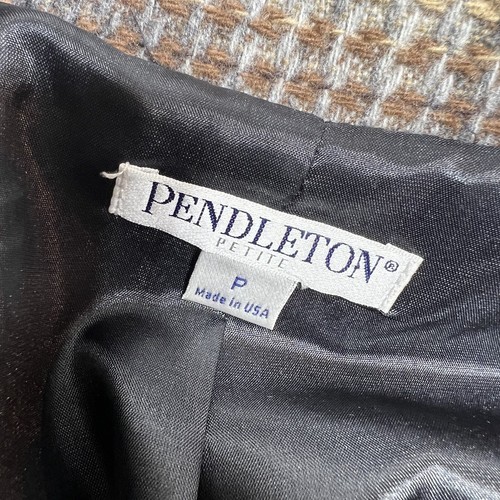 PENDLETON®
PETITE
P
Made in USA